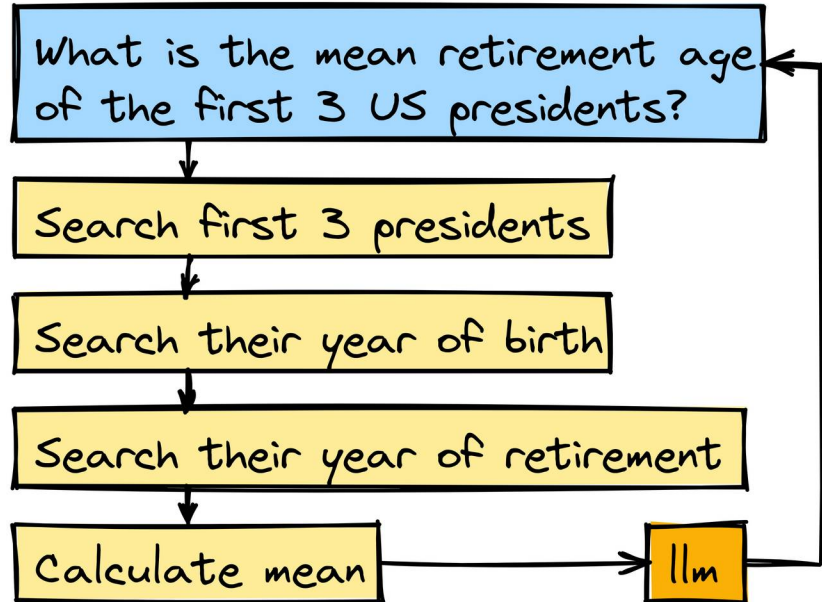 What is the mean retirement age
of the first 3 US presidents?
Search first 3 presidents
Search their year of birth
Search their year of retirement
Calculate mean
llm